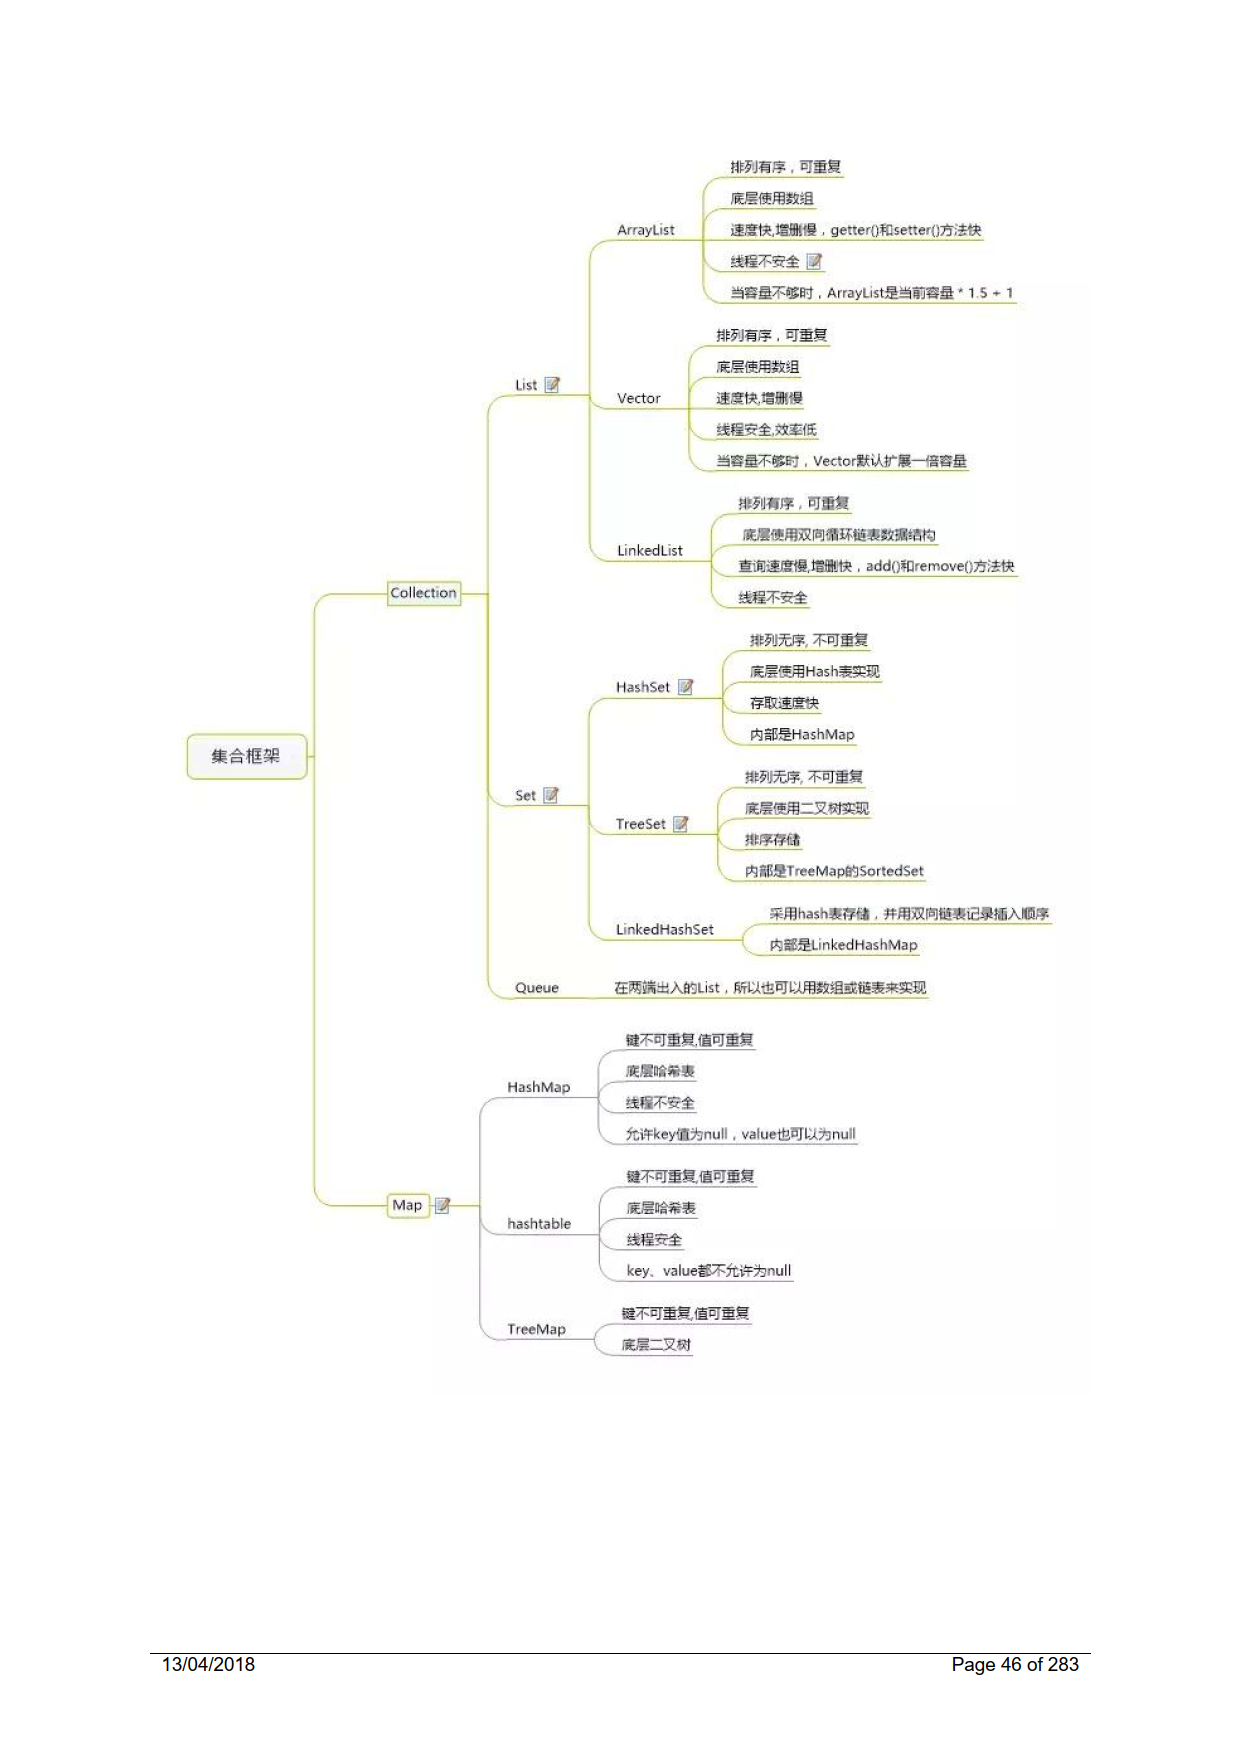 排列有序，可重复
底层使用数组
ArrayList
速度快,增删慢，getter()和setter()方法快
线程不安全
当容量不够时，ArrayList是当前容量 * 1.5 + 1
排列有序，可重复
底层使用数组
List
Vector
速度快,增删慢
线程安全,效率低
当容量不够时，Vector默认扩展一倍容量
排列有序，可重复
底层使用双向循环链表数据结构
LinkedList
查询速度慢,增删快，add()和remove()方法快
线程不安全
Collection
排列无序, 不可重复
底层使用Hash表实现
HashSet
存取速度快
内部是HashMap
集合框架
排列无序, 不可重复
Set
底层使用二叉树实现
TreeSet
排序存储
内部是TreeMap的SortedSet
采用hash表存储，并用双向链表记录插入顺序
LinkedHashSet
内部是LinkedHashMap
Queue
在两端出入的List，所以也可以用数组或链表来实现
键不可重复,值可重复
底层哈希表
HashMap
线程不安全
允许key值为null，value也可以为null
键不可重复,值可重复
Map
底层哈希表
hashtable
线程安全
key、value都不允许为null
键不可重复,值可重复
TreeMap
底层二叉树
13/04/2018
Page 46 of 283